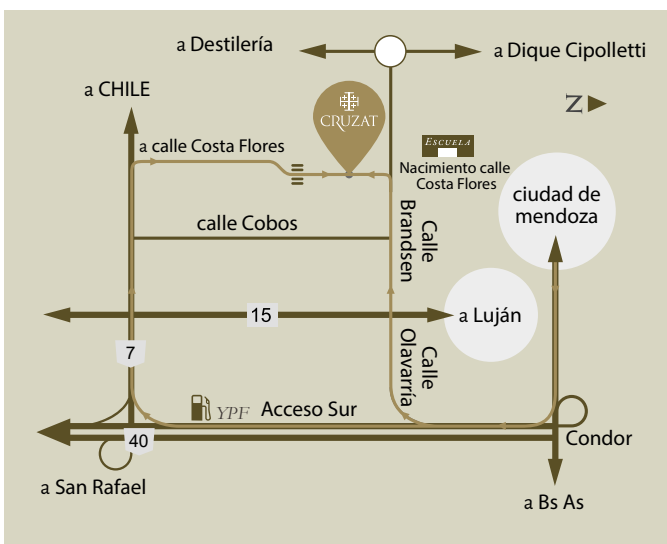 a Destilería
a Dique Cipolletti
a CHILE
N
CRUZAT
ESCUELA
a calle Costa Flores
Nacimiento calle
Costa Flores
ciudad de
mendoza
calle Cobos
Calle
Brandsen
15
a Luján
7
Calle
Olavarría
YPF
Acceso Sur
40
Condor
a San Rafael
a Bs As